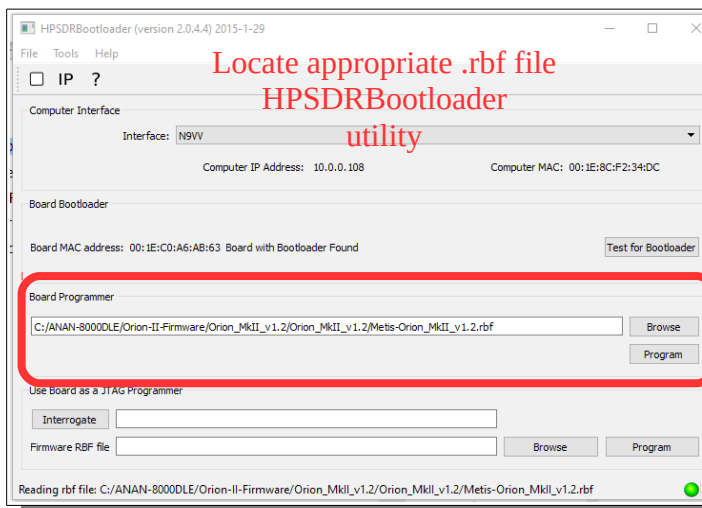 HPSDRBootloader (version 2.0.4.4) 2015-1-29
File Tools Help
Locate appropriate .rbf file
HPSDRBootloader
utility
IP ?
Computer Interface
Interface: N9VV
Computer IP Address: 10.0.0.108 Computer MAC: 00:1E:8C:F2:34:DC
Board Bootloader
Board MAC address: 00:1E:C0:A6:AB:63 Board with Bootloader Found Test for Bootloader
Board Programmer
C:/ANAN-8000DLE/Orion-II-Firmware/Orion_MkII_v1.2/Orion_MkII_v1.2/Metis-Orion_MkII_v1.2.rbf Browse
Program
Use Board as a JTAG Programmer
Interrogate
Firmware RBF file Browse Program
Reading rbf file: C:/ANAN-8000DLE/Orion-II-Firmware/Orion_MkII_v1.2/Orion_MkII_v1.2/Metis-Orion_MkII_v1.2.rbf